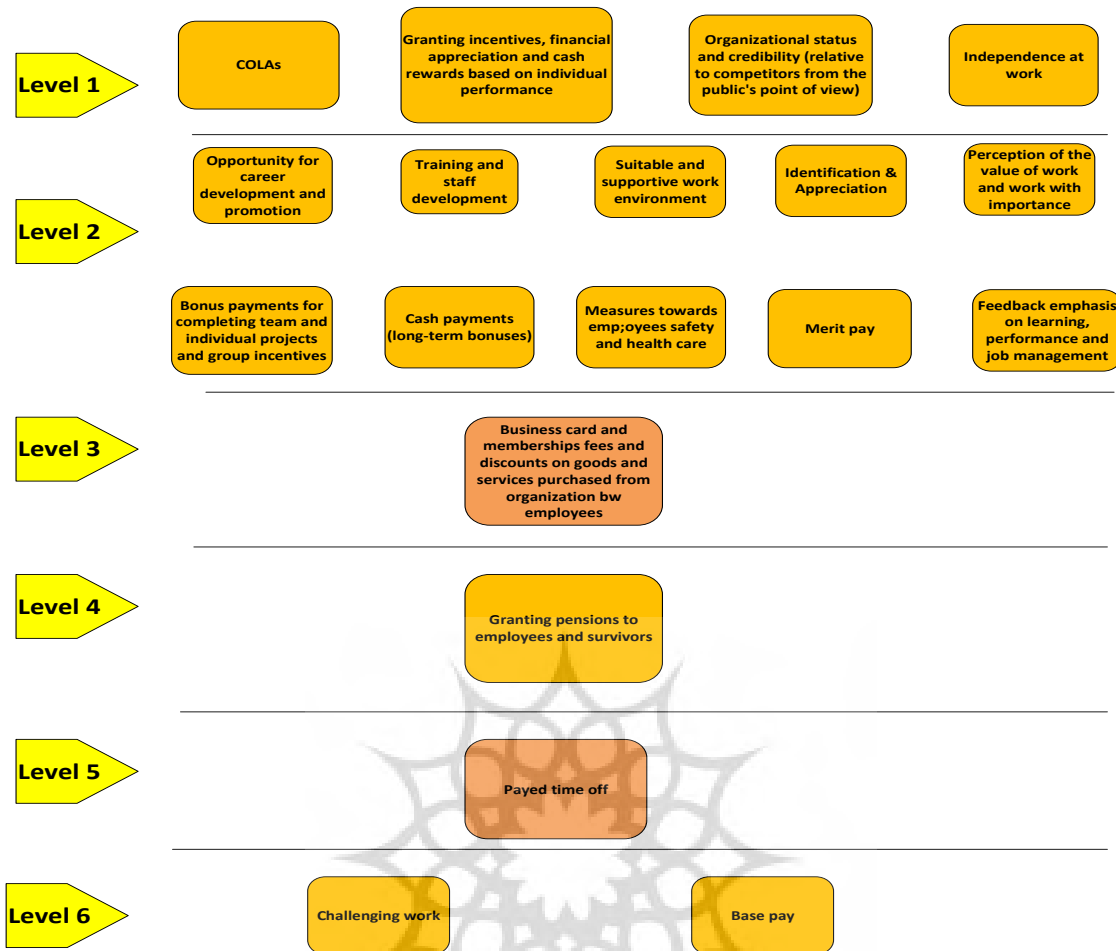 Level 1
COLAs
Granting incentives, financial
appreciation and cash
rewards based on individual
performance
Organizational status
and credibility (relative
to competitors from the
public's point of view)
Independence at
work
Level 2
Opportunity for
career
development and
promotion
Training and
staff
development
Suitable and
supportive work
environment
Identification &
Appreciation
Perception of the
value of work
and work with
importance
Bonus payments for
completing team and
individual projects
and group incentives
Cash payments
(long-term bonuses)
Measures towards
emp;oyees safety
and health care
Merit pay
Feedback emphasis
on learning,
performance and
job management
Level 3
Business card and
memberships fees and
discounts on goods and
services purchased from
organization bw
employees
Level 4
Granting pensions to
employees and survivors
Level 5
Payed time off
Level 6
Challenging work
Base pay